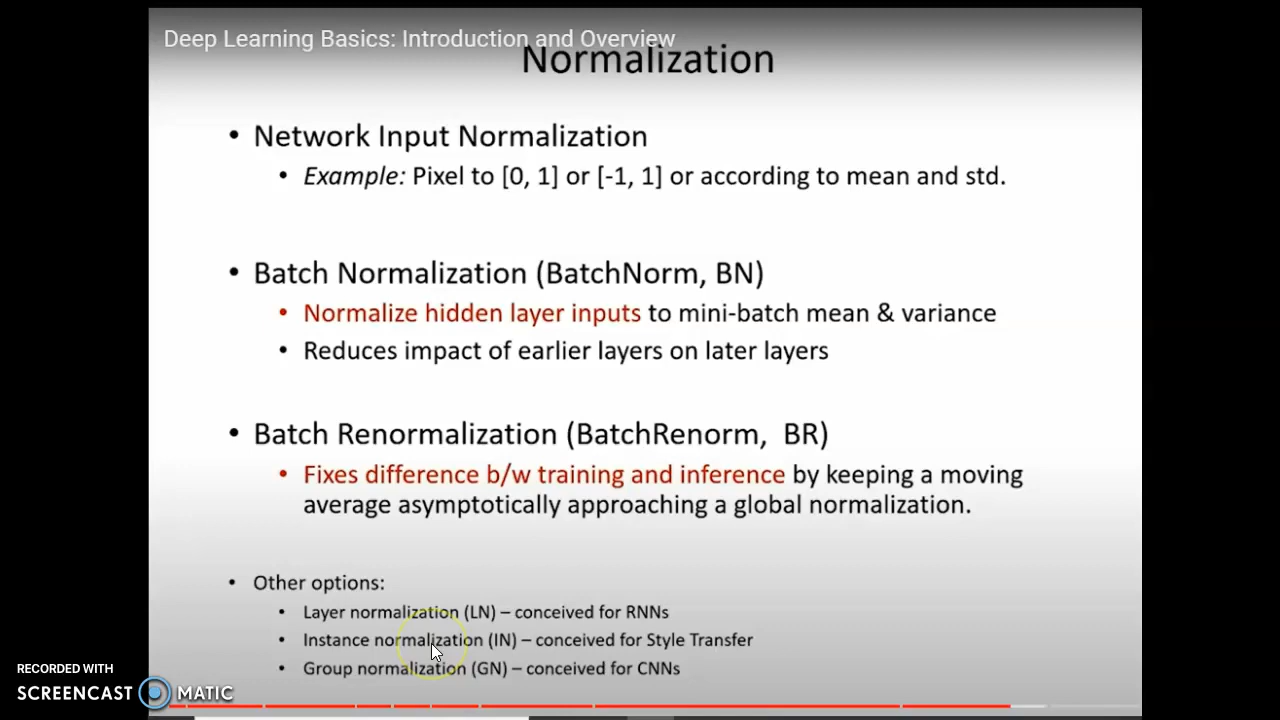 Deep Learning Basics: Introduction and Overview
Normalization
• Network Input Normalization
• Example: Pixel to [0, 1] or [-1, 1] or according to mean and std.
• Batch Normalization (BatchNorm, BN)
• Normalize hidden layer inputs to mini-batch mean & variance
• Reduces impact of earlier layers on later layers
• Batch Renormalization (BatchRenorm, BR)
• Fixes difference b/w training and inference by keeping a moving
average asymptotically approaching a global normalization.
• Other options:
• Layer normalization (LN) – conceived for RNNs
• Instance normalization (IN) – conceived for Style Transfer
• Group normalization (GN) – conceived for CNNs
RECORDED WITH
SCREENCAST MATIC